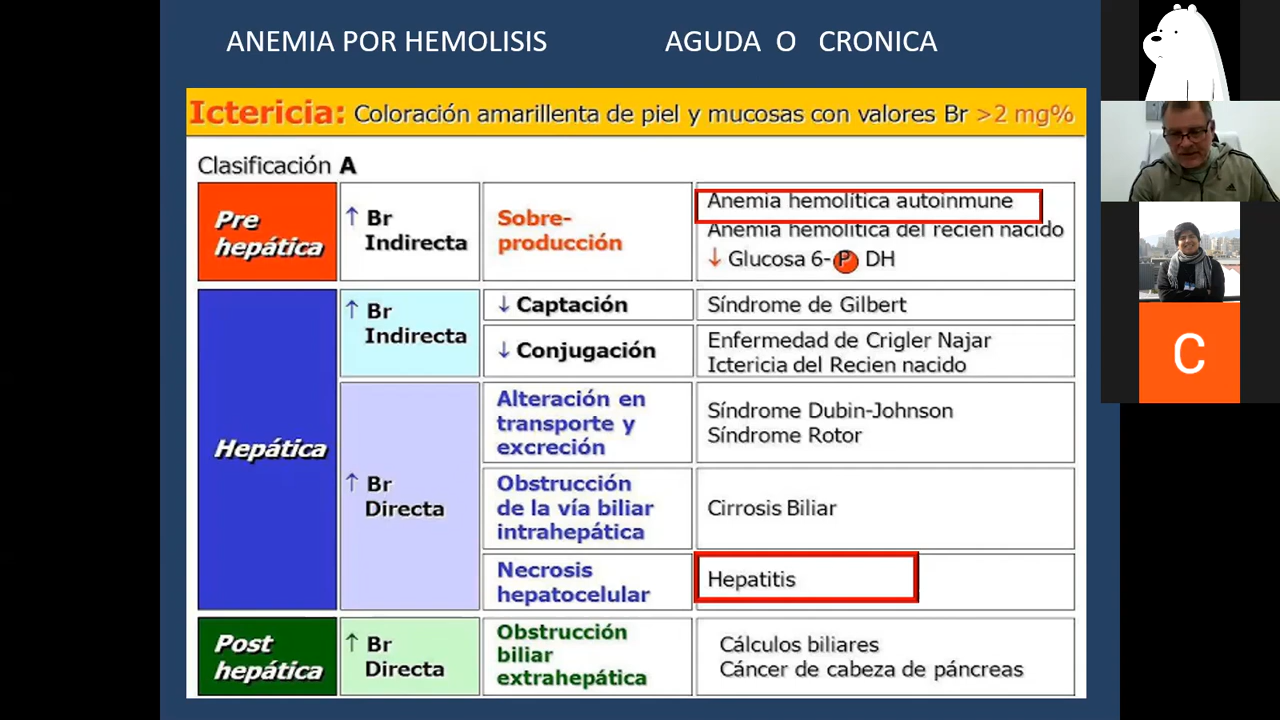 ANEMIA POR HEMOLISIS AGUDA O CRONICA
Ictericia: Coloración amarillenta de piel y mucosas con valores Br >2 mg%
Clasificación A
Pre
hepática
↑ Br
Indirecta
Sobre-
producción
Anemia hemolítica autoinmune
Anemia hemolítica del recien nacido
↓ Glucosa 6-P DH
Hepática
↑ Br
Indirecta
↓ Captación
Síndrome de Gilbert
↓ Conjugación
Enfermedad de Crigler Najar
Ictericia del Recien nacido
↑ Br
Directa
Alteración en
transporte y
excreción
Síndrome Dubin-Johnson
Síndrome Rotor
Obstrucción
de la vía biliar
intrahepática
Cirrosis Biliar
Necrosis
hepatocelular
Hepatitis
Post
hepática
↑ Br
Directa
Obstrucción
biliar
extrahepática
Cálculos biliares
Cáncer de cabeza de páncreas
C